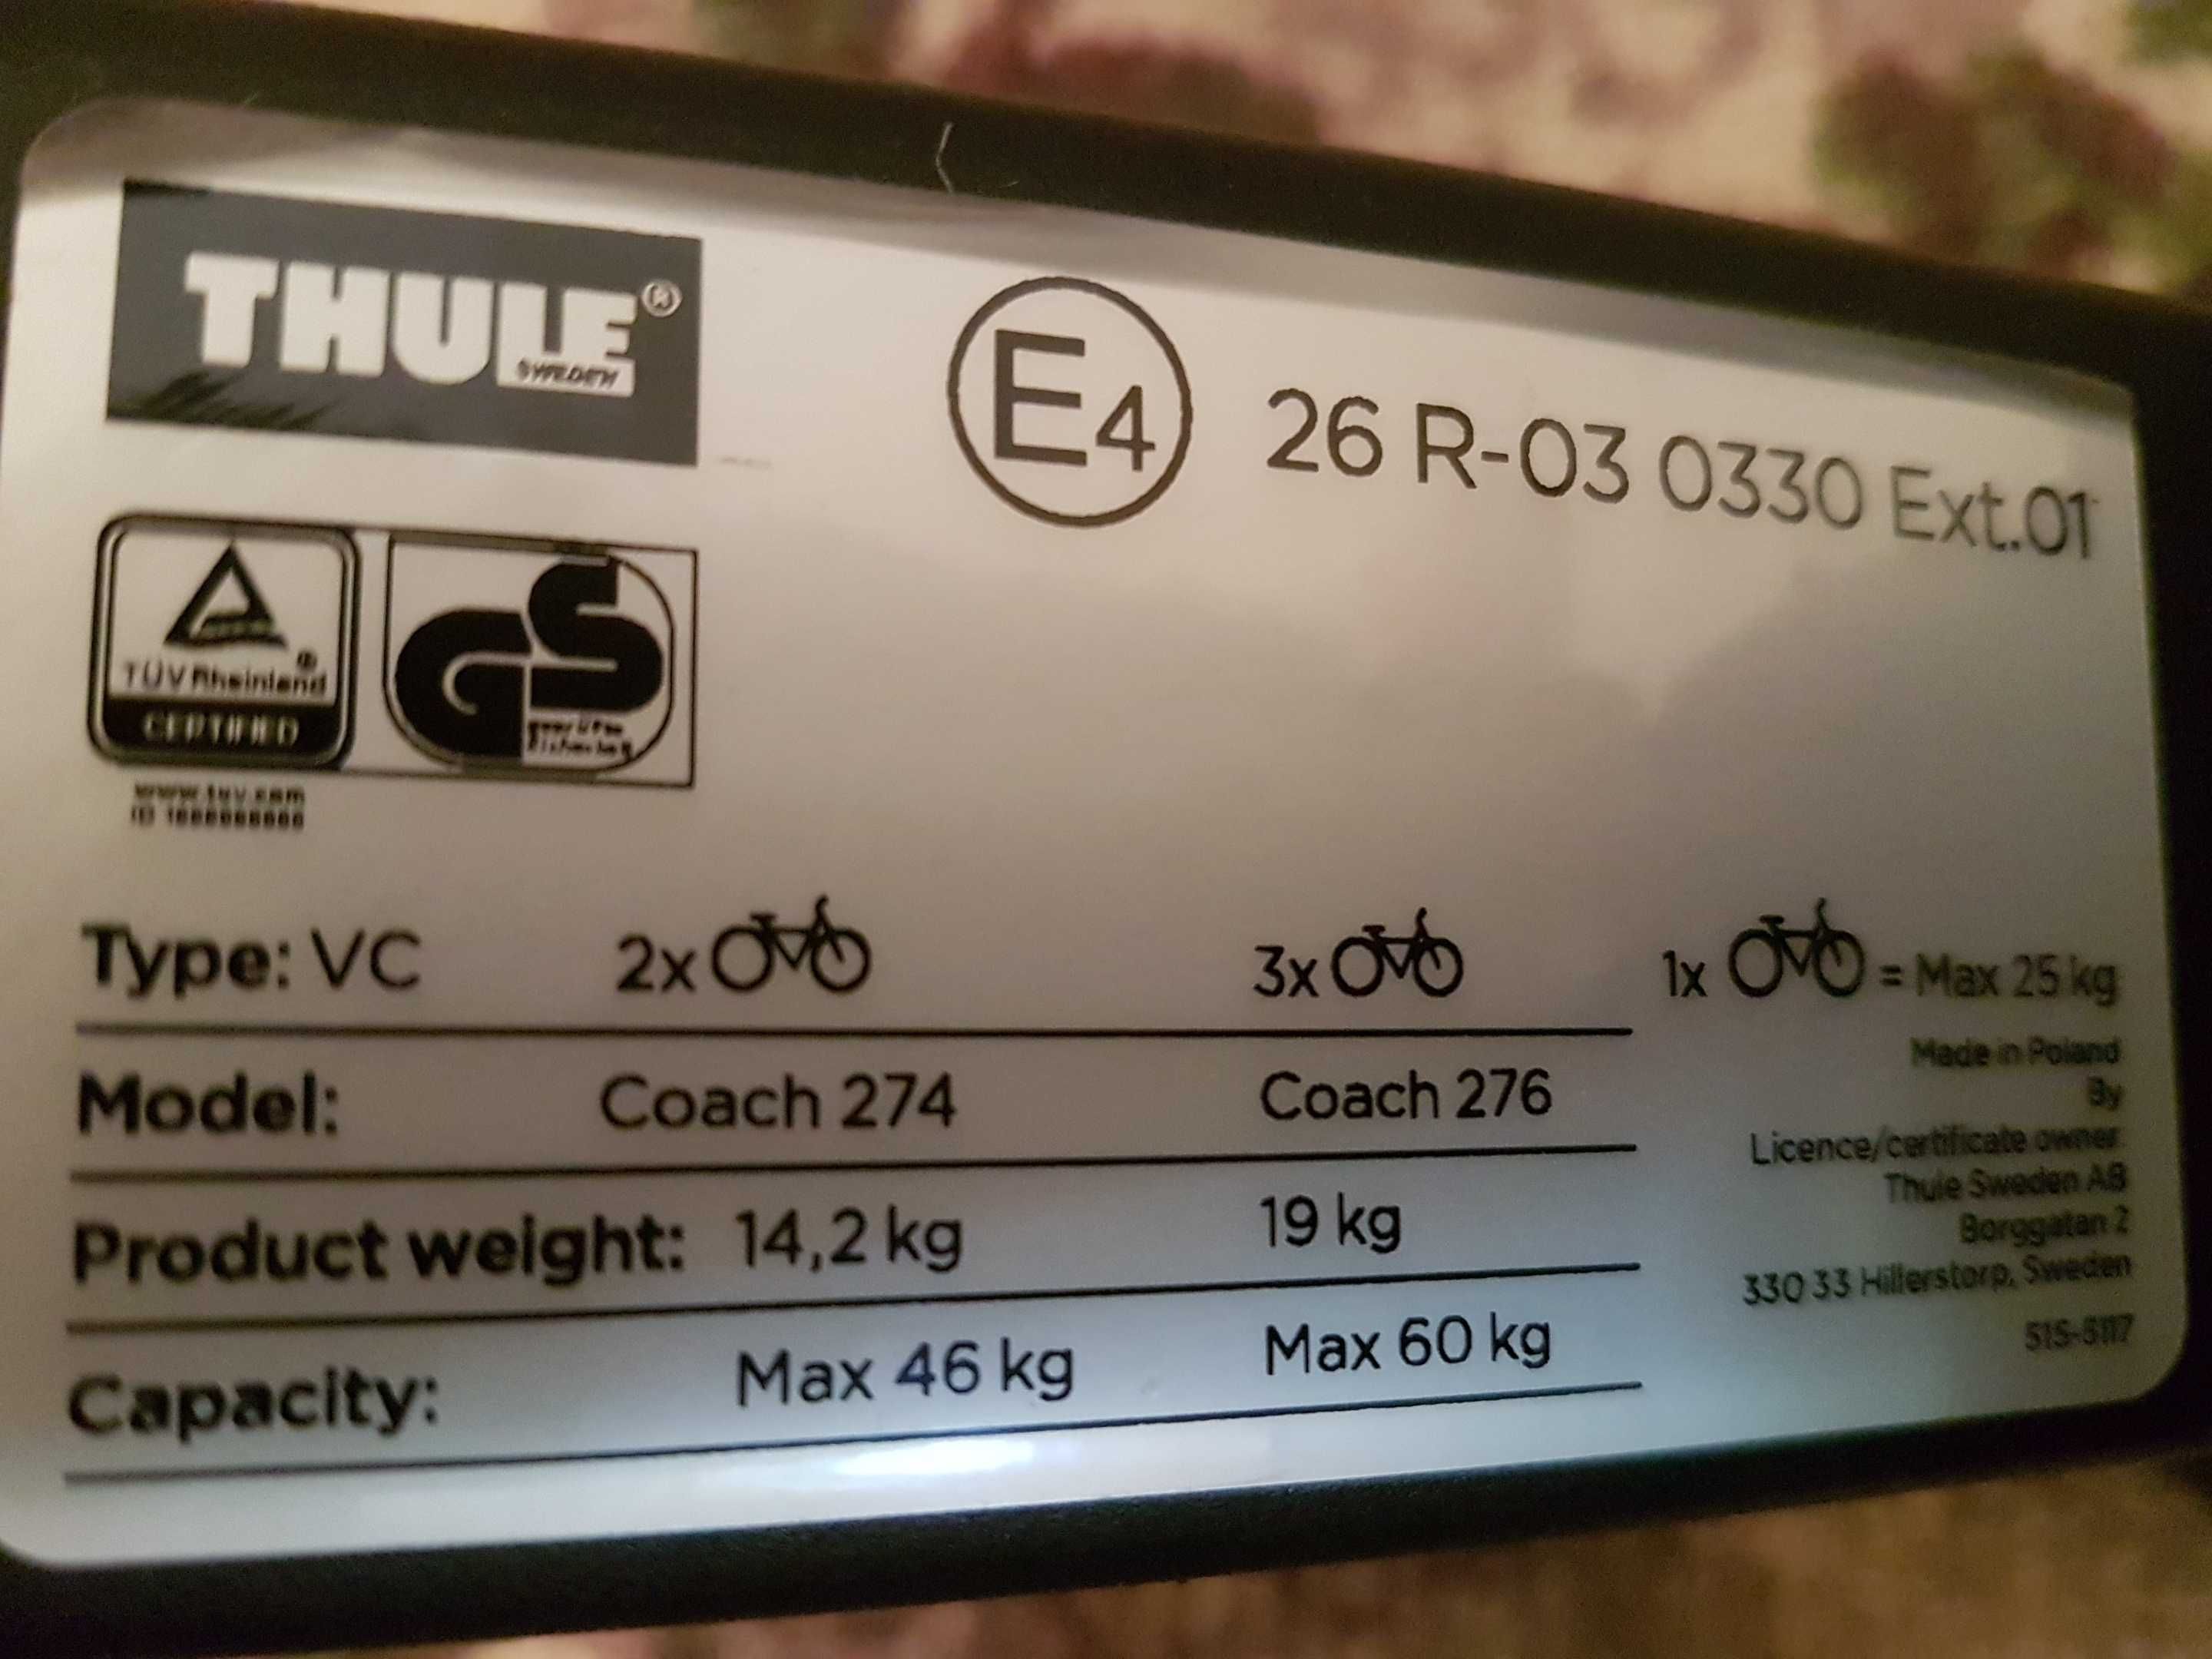 THULE®
SWEDEN
E4 26 R-03 0330 Ext.01
TÜV Rheinland ®
CERTIFIED
GS
geprüfte
Sicherheit
www.tuv.com
ID
Type: VC 2x 3x 1x = Max 25 kg
Model: Coach 274 Coach 276
Product weight: 14,2 kg 19 kg
Capacity: Max 46 kg Max 60 kg
Made in Poland
By
Licence/certificate owner
Thule Sweden AB
Borggatan 2
330 33 Hillerstorp, Sweden